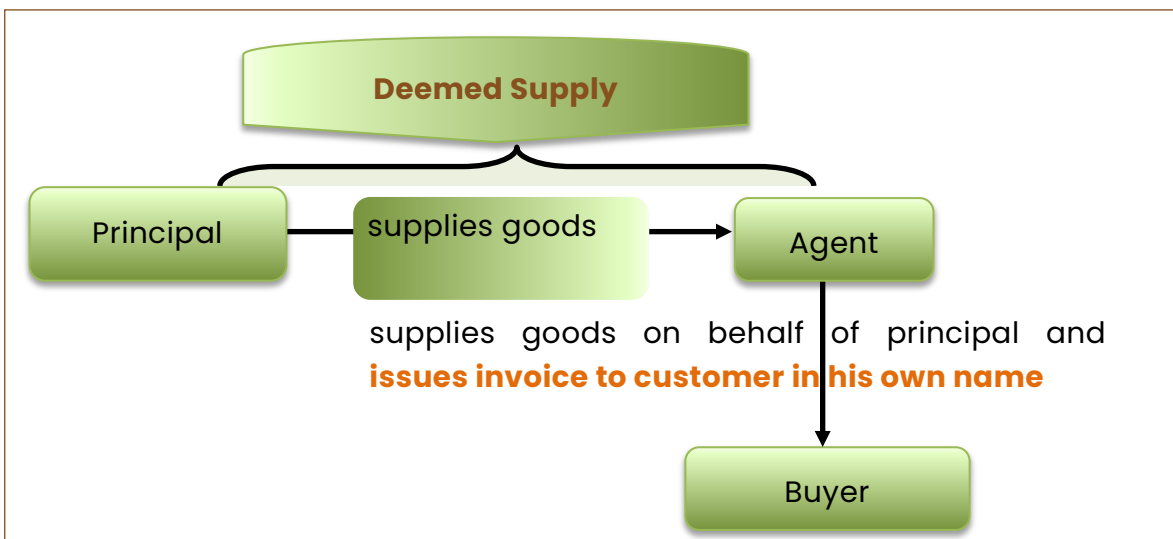 Deemed Supply
Principal
supplies goods
Agent
supplies goods on behalf of principal and
issues invoice to customer in his own name
Buyer